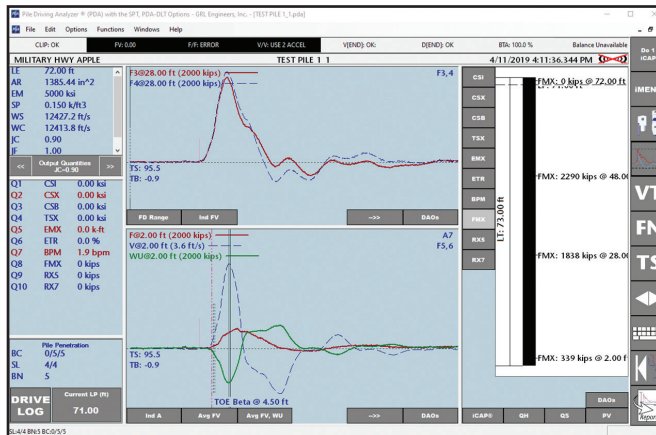 Pile Driving Analyzer ® (PDA) with the SPT, PDA-DLT Options - GRL Engineers, Inc. - [TEST PILE 1_1.pda]
File Edit Options Functions Windows Help
CLIP: OK FV: 0.00 F/F: ERROR V/V: USE 2 ACCEL V[END]: OK: D[END]: OK: BTA: 100.0 % Balance Unavailable
MILITARY HWY APPLE TEST PILE 1 1 4/11/2019 4:11:36.344 PM
LE 72.00 ft
AR 1385.44 in^2
EM 5000 ksi
SP 0.150 k/ft3
WS 12427.2 ft/s
WC 12413.8 ft/s
JC 0.90
JF 1.00
<< Output Quantities >>
JC=0.90
Q1 CSI 0.00 ksi
Q2 CSX 0.00 ksi
Q3 CSB 0.00 ksi
Q4 TSX 0.00 ksi
Q5 EMX 0.0 k-ft
Q6 ETR 0.0 %
Q7 BPM 1.9 bpm
Q8 FMX 0 kips
Q9 RX5 0 kips
Q10 RX7 0 kips
Pile Penetration
BC 0/5/5
SL 4/4
BN 5
DRIVE
LOG
Current LP (ft)
71.00
SL:4/4 BN:5 BC:0/5/5
F3@28.00 ft (2000 kips)
F4@28.00 ft (2000 kips)
F3,4
TS: 95.5
TB: -0.9
FD Range Ind FV -->> DAOs
F@2.00 ft (2000 kips)
V@2.00 ft (3.6 ft/s)
WU@2.00 ft (2000 kips)
A7
F5,6
TS: 95.5
TB: -0.9
TOE Beta @ 4.50 ft
Ind A Avg FV Avg FV, WU -->> DAOs
CSI
CSX
CSB
TSX
EMX
ETR
BPM
FMX
RX5
RX7
FMX: 0 kips @ 72.00 ft
LT: 73.00 ft
FMX: 2290 kips @ 48.00
FMX: 1838 kips @ 28.00
FMX: 339 kips @ 2.00 f
DAOs
iCAP® QH QS PV
Do 1
iCAP
iMEN
VT
FN
TS
Report